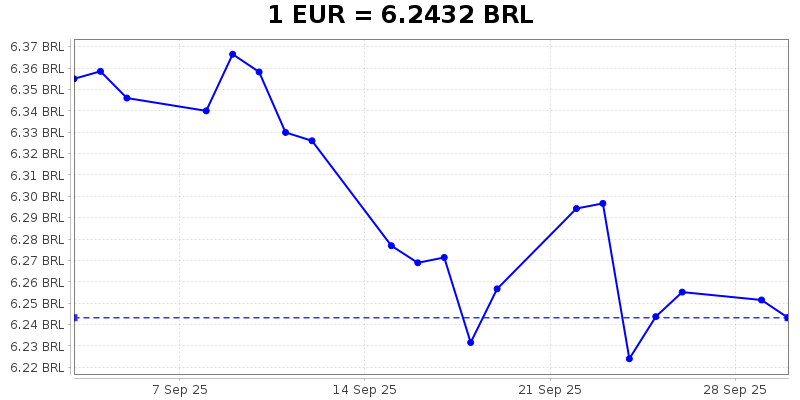 1 EUR = 6.2432 BRL
6.37 BRL
6.36 BRL
6.35 BRL
6.34 BRL
6.33 BRL
6.32 BRL
6.31 BRL
6.30 BRL
6.29 BRL
6.28 BRL
6.27 BRL
6.26 BRL
6.25 BRL
6.24 BRL
6.23 BRL
6.22 BRL
7 Sep 25 14 Sep 25 21 Sep 25 28 Sep 25